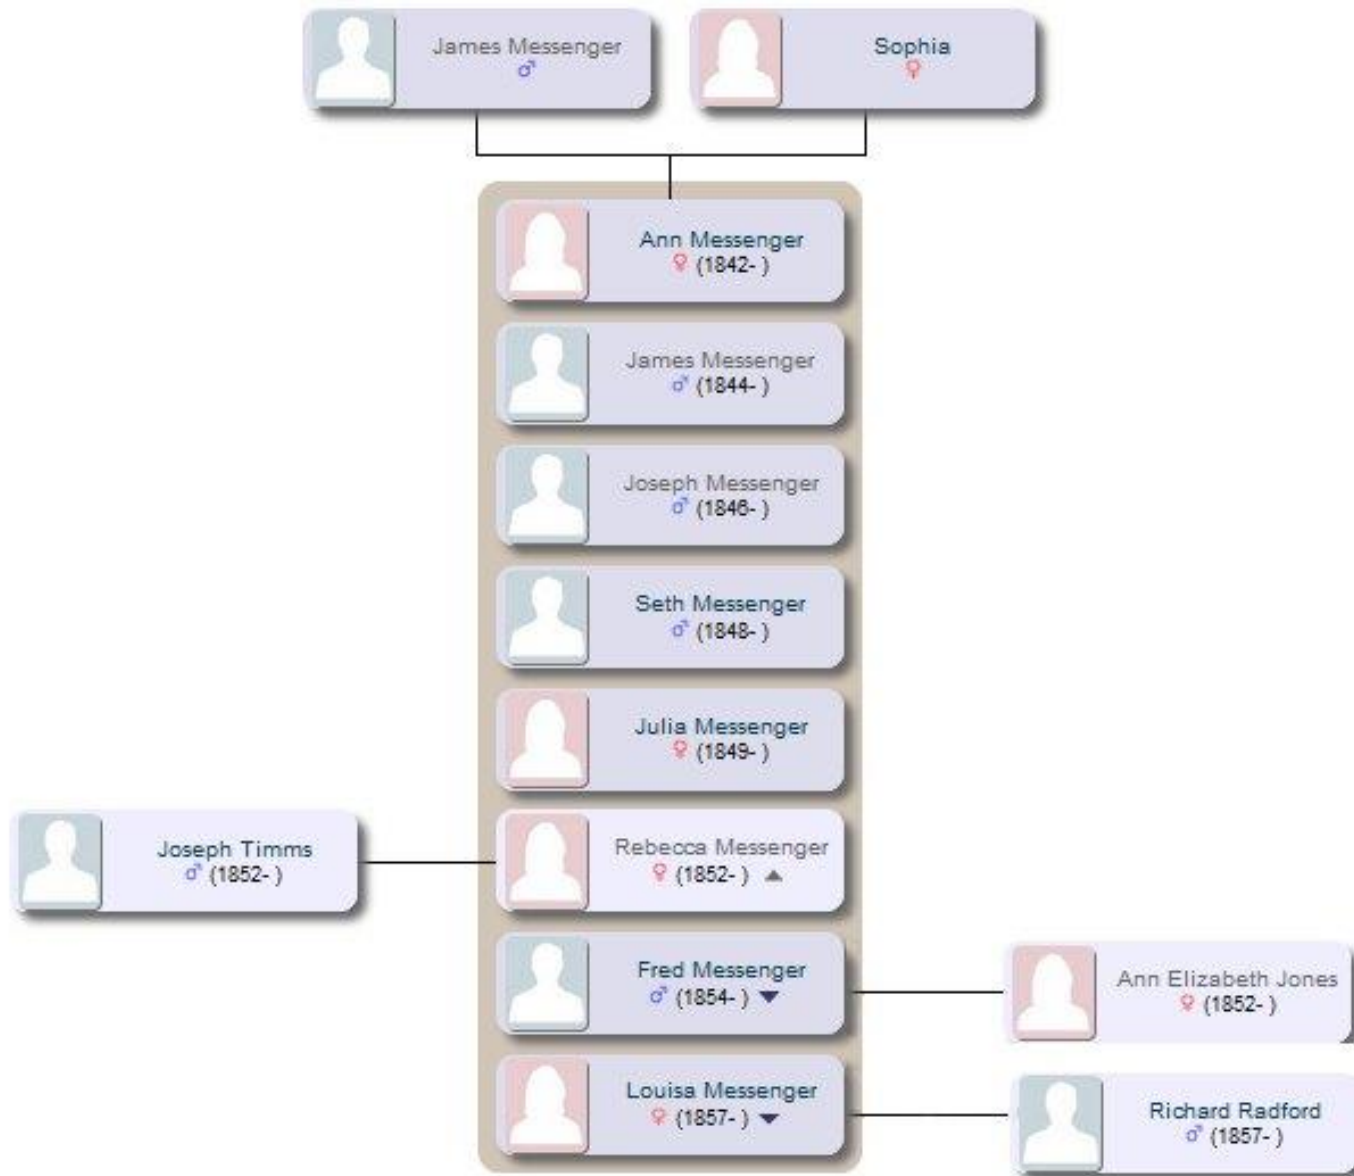 James Messenger
♂
Sophia
♀
Ann Messenger
♀ (1842- )
James Messenger
♂ (1844- )
Joseph Messenger
♂ (1846- )
Seth Messenger
♂ (1848- )
Julia Messenger
♀ (1849- )
Joseph Timms
♂ (1852- )
Rebecca Messenger
♀ (1852- ) ▲
Fred Messenger
♂ (1854- ) ▼
Ann Elizabeth Jones
♀ (1852- )
Louisa Messenger
♀ (1857- ) ▼
Richard Radford
♂ (1857- )